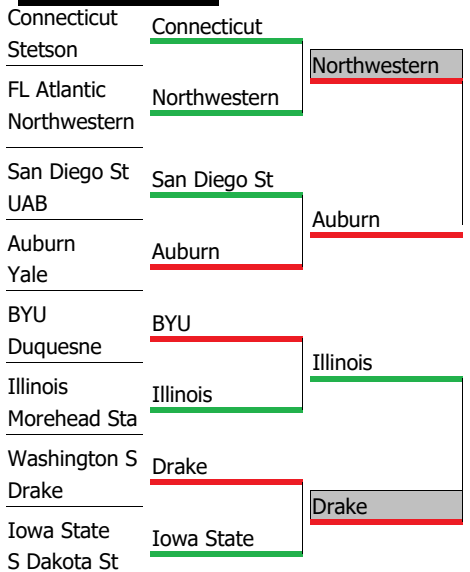 Connecticut
Stetson
FL Atlantic
Northwestern
San Diego St
UAB
Auburn
Yale
BYU
Duquesne
Illinois
Morehead Sta
Washington S
Drake
Iowa State
S Dakota St
Connecticut
Northwestern
San Diego St
Auburn
BYU
Illinois
Drake
Iowa State
Northwestern
Auburn
Illinois
Drake